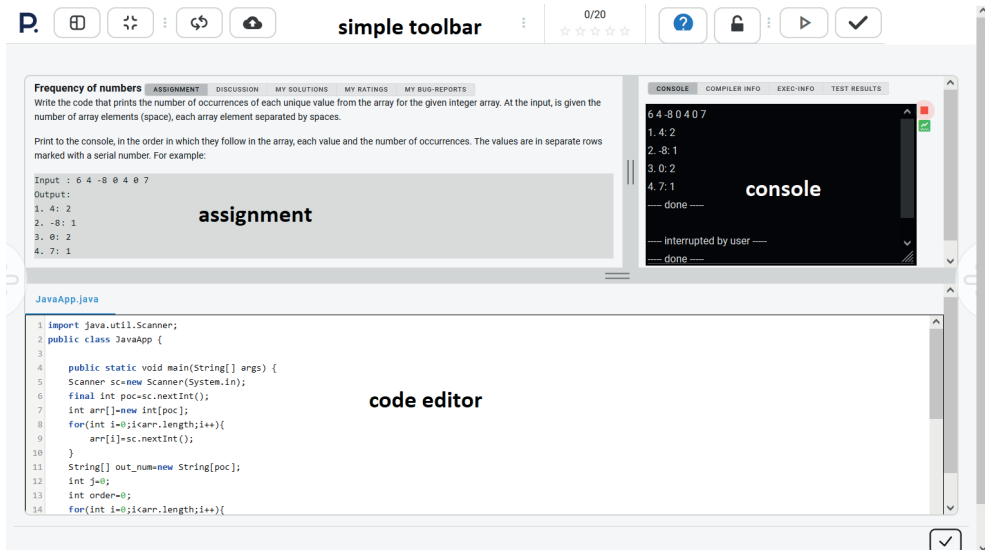 P.
simple toolbar
0/20
Frequency of numbers ASSIGNMENT DISCUSSION MY SOLUTIONS MY RATINGS MY BUG-REPORTS
Write the code that prints the number of occurrences of each unique value from the array for the given integer array. At the input, is given the
number of array elements (space), each array element separated by spaces.
Print to the console, in the order in which they follow in the array, each value and the number of occurrences. The values are in separate rows
marked with a serial number. For example:
Input : 6 4 -8 0 4 0 7
Output:
1. 4: 2
2. -8: 1
3. 0: 2
4. 7: 1
assignment
CONSOLE COMPILER INFO EXEC-INFO TEST RESULTS
6 4 -8 0 4 0 7
1. 4: 2
2. -8: 1
3. 0: 2
4. 7: 1
----- done -----
----- interrupted by user -----
----- done -----
console
JavaApp.java
1 import java.util.Scanner;
2 public class JavaApp {
3
4 public static void main(String[] args) {
5 Scanner sc=new Scanner(System.in);
6 final int poc=sc.nextInt();
7 int arr[]=new int[poc];
8 for(int i=0;i<arr.length;i++){
9 arr[i]=sc.nextInt();
10 }
11 String[] out_num=new String[poc];
12 int j=0;
13 int order=0;
14 for(int i=0;i<arr.length;i++){
code editor